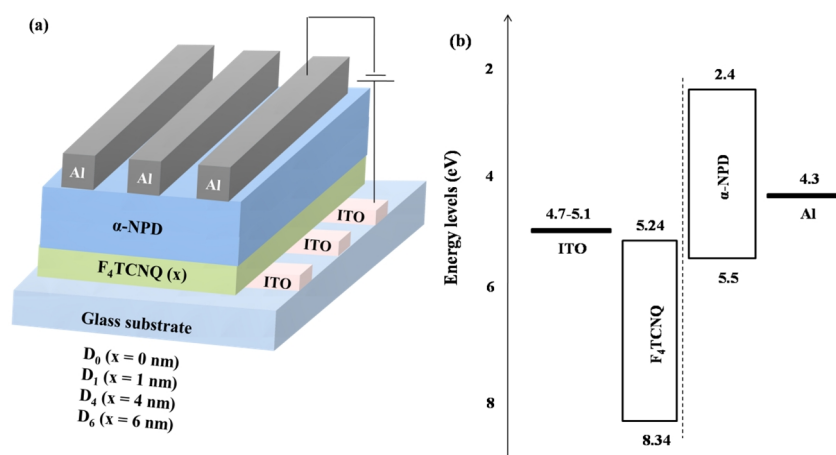 (a)
Al
Al
Al
α-NPD
F₄TCNQ (x)
ITO
ITO
ITO
Glass substrate
D₀ (x = 0 nm)
D₁ (x = 1 nm)
D₄ (x = 4 nm)
D₆ (x = 6 nm)
(b)
Energy levels (eV)
2
4
6
8
4.7-5.1
ITO
5.24
F₄TCNQ
8.34
2.4
α-NPD
5.5
4.3
Al